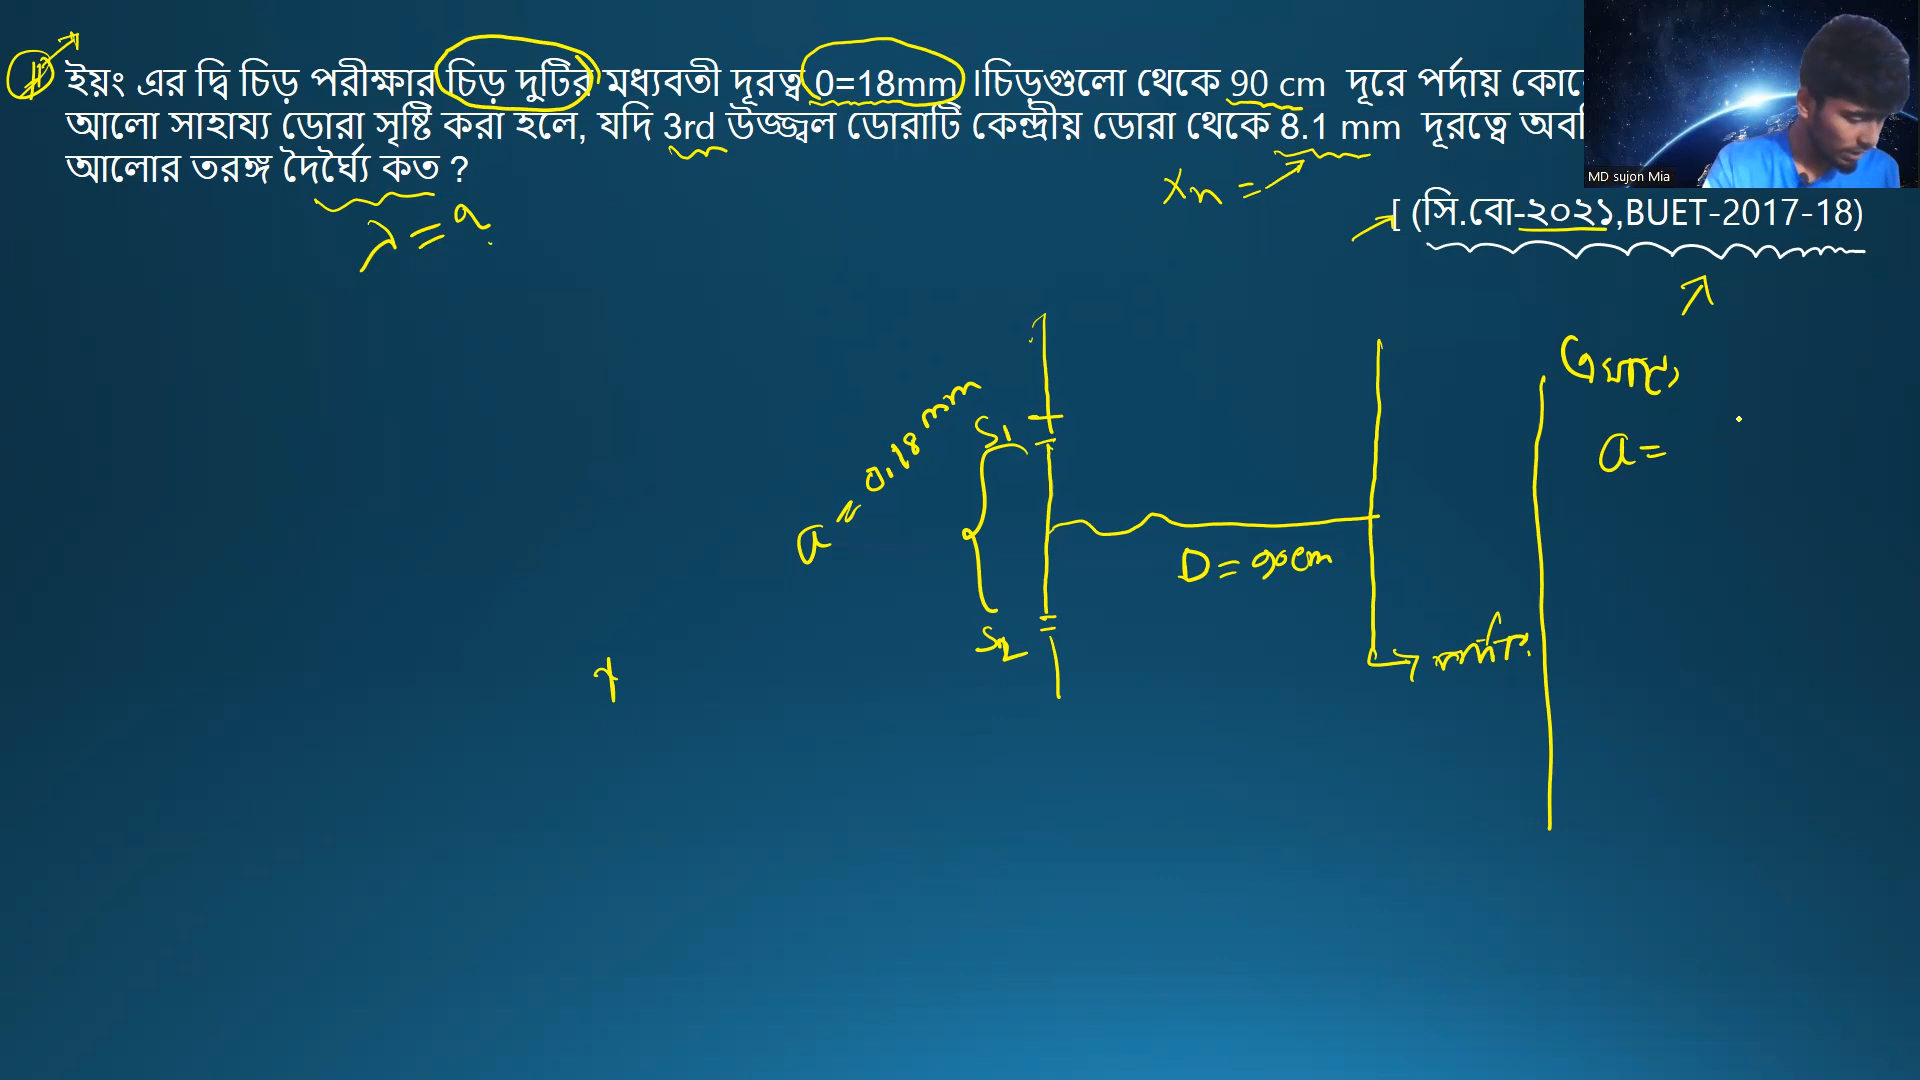 ইয়ং এর দ্বি চিড় পরীক্ষার চিড় দুটির মধ্যবর্তী দূরত্ব 0=18mm ।চিড়গুলো থেকে 90 cm দূরে পর্দায়
আলো সাহায্য ডোরা সৃষ্টি করা হলে, যদি 3rd উজ্জ্বল ডোরাটি কেন্দ্রীয় ডোরা থেকে 8.1 mm দূরত্বে
আলোর তরঙ্গ দৈর্ঘ্যৈ কত ?
MD sujon Mia
[ (সি.বো-২০২১,BUET-2017-18)
xn =
λ = ?
S1
a = 0.18 mm
D = 90cm
S2
a =